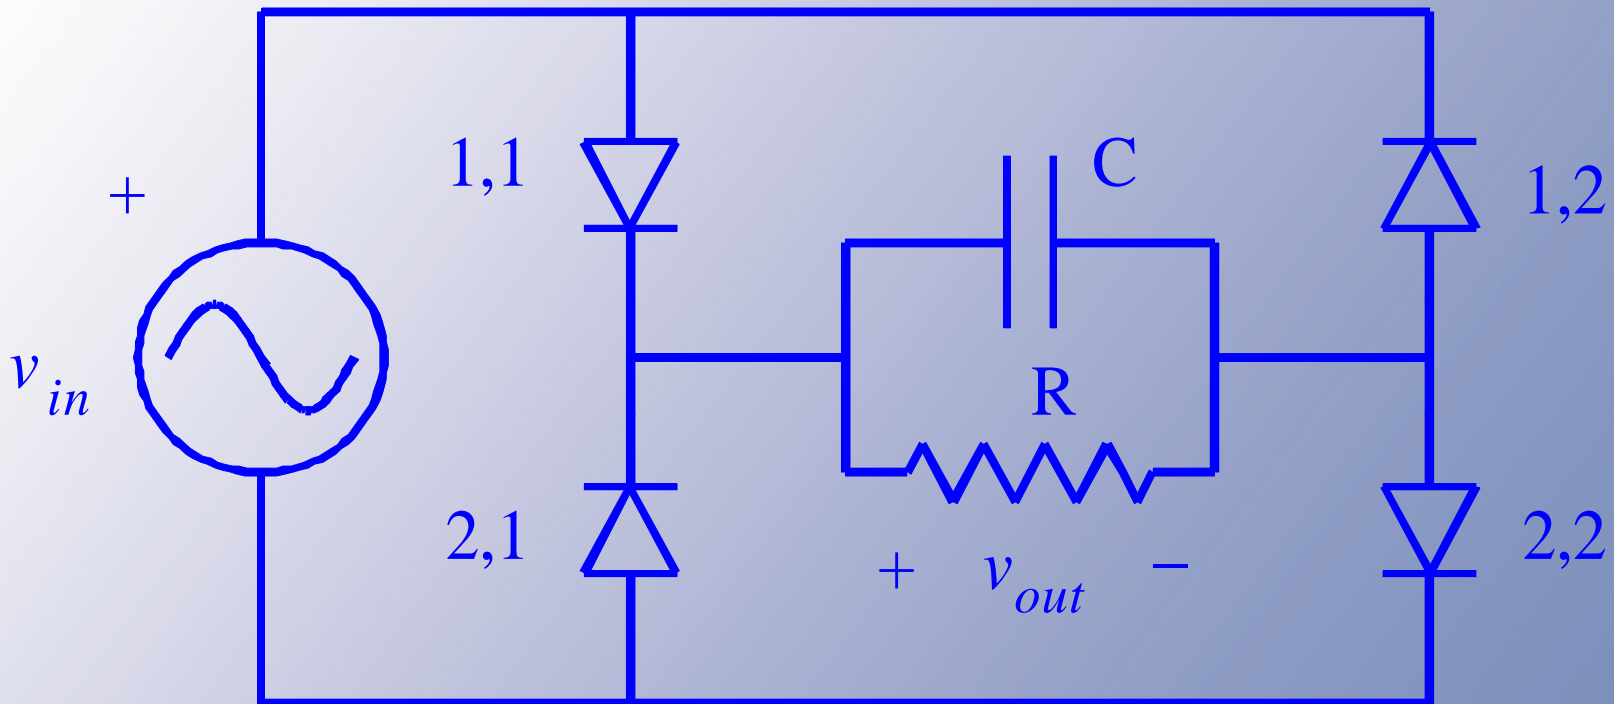 1,1
C
1,2
+
v in
R
2,1
2,2
+ v out −